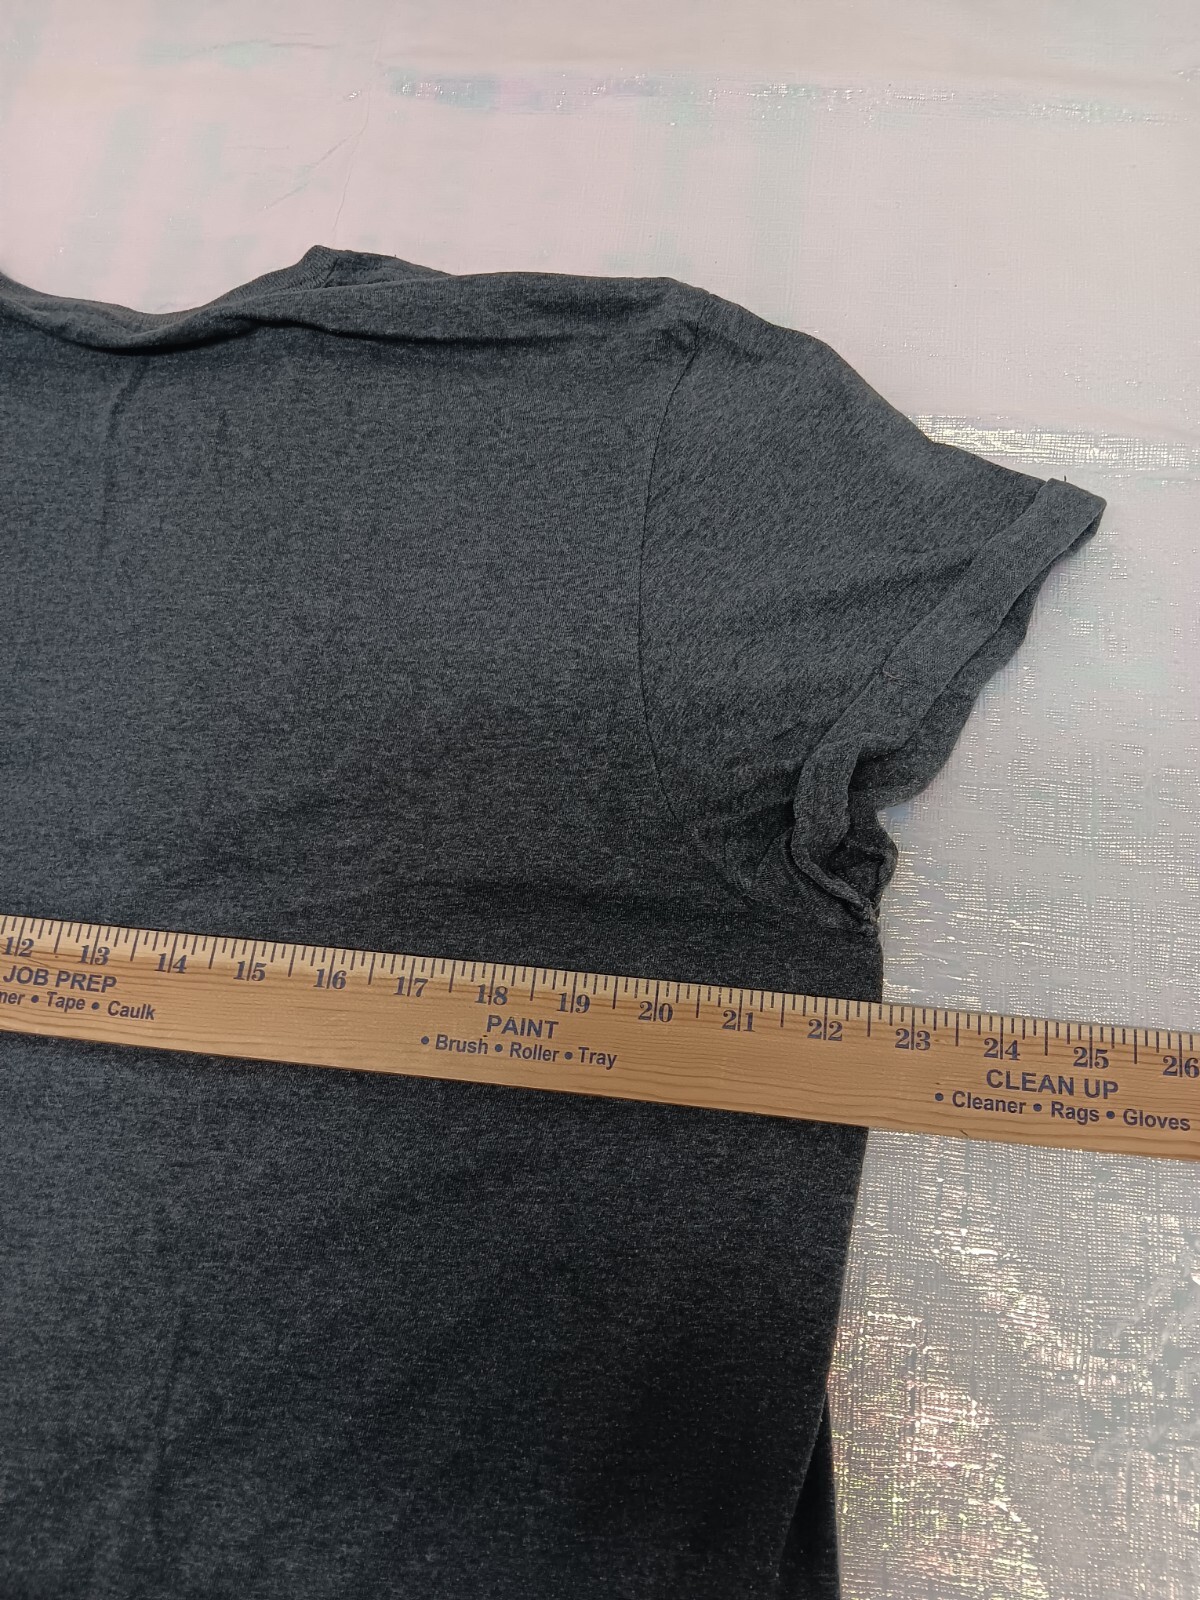 12 13 14 15 16 17 18 19 20 21 22 23 24 25 26
JOB PREP
• Tape • Caulk
PAINT
• Brush • Roller • Tray
CLEAN UP
• Cleaner • Rags • Gloves